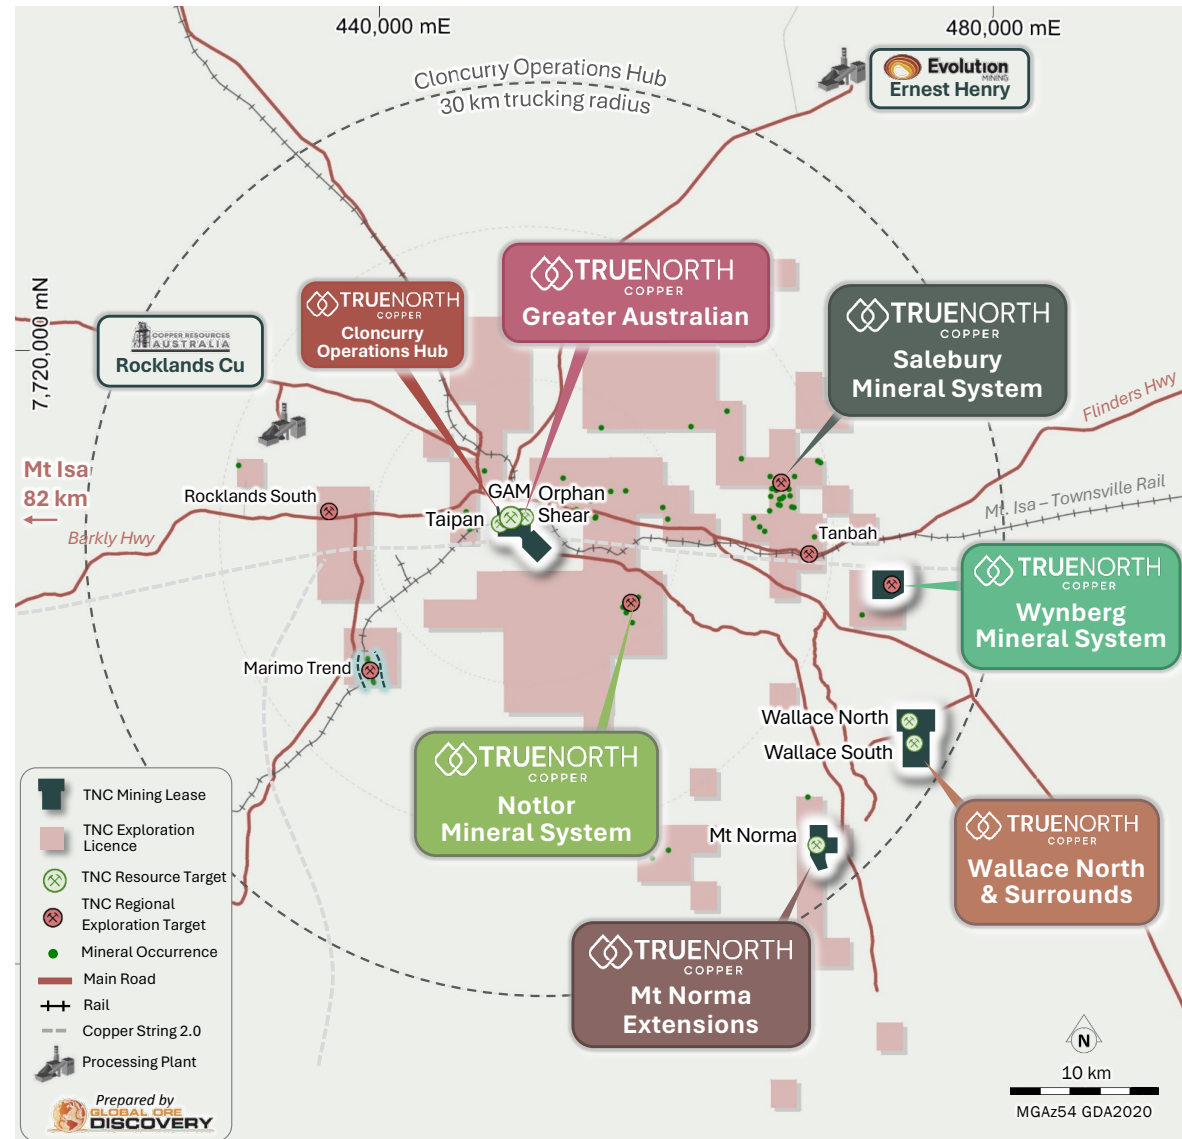 440,000 mE
480,000 mE
Cloncurry Operations Hub
30 km trucking radius
Evolution
MINING
Ernest Henry
7,720,000 mN
TRUENORTH
COPPER
Cloncurry
Operations Hub
TRUENORTH
COPPER
Greater Australian
TRUENORTH
COPPER
Salebury
Mineral System
COPPER RESOURCES
AUSTRALIA
Rocklands Cu
Flinders Hwy
Mt Isa
82 km
Rocklands South
GAM
Orphan
Shear
Taipan
Mt. Isa – Townsville Rail
Tanbah
Barkly Hwy
TRUENORTH
COPPER
Wynberg
Mineral System
Marimo Trend
Wallace North
Wallace South
TRUENORTH
COPPER
Notlor
Mineral System
Mt Norma
TRUENORTH
COPPER
Wallace North
& Surrounds
TRUENORTH
COPPER
Mt Norma
Extensions
TNC Mining Lease
TNC Exploration
Licence
TNC Resource Target
TNC Regional
Exploration Target
Mineral Occurrence
Main Road
Rail
Copper String 2.0
Processing Plant
Prepared by
GLOBAL ORE
DISCOVERY
N
10 km
MGAz54 GDA2020